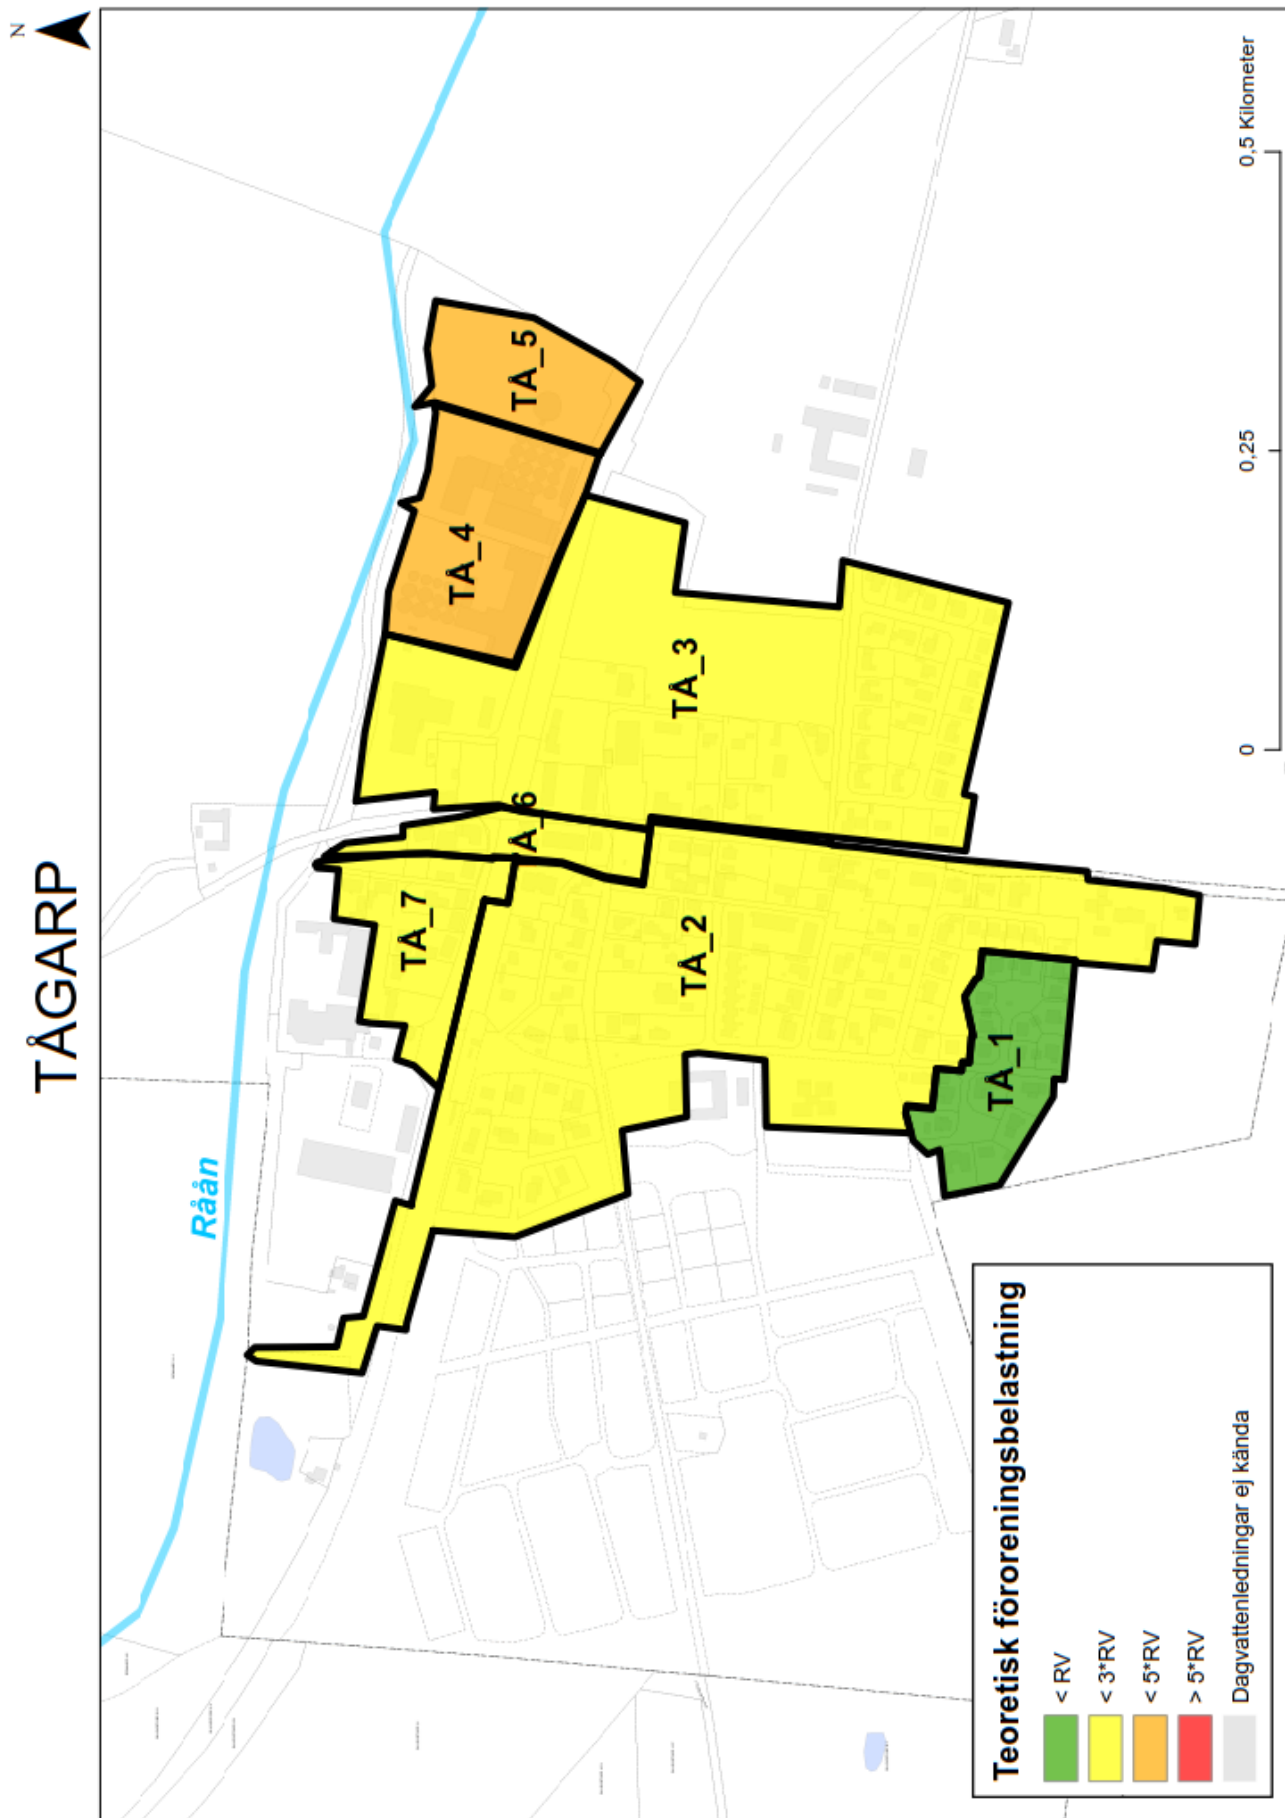 TÅGARP
N
Råån
TÅ_7
Å_6
TÅ_4
TÅ_5
TÅ_2
TÅ_3
TÅ_1
Teoretisk föroreningsbelastning
< RV
< 3*RV
< 5*RV
> 5*RV
Dagvattenledningar ej kända
0
0,25
0,5 Kilometer